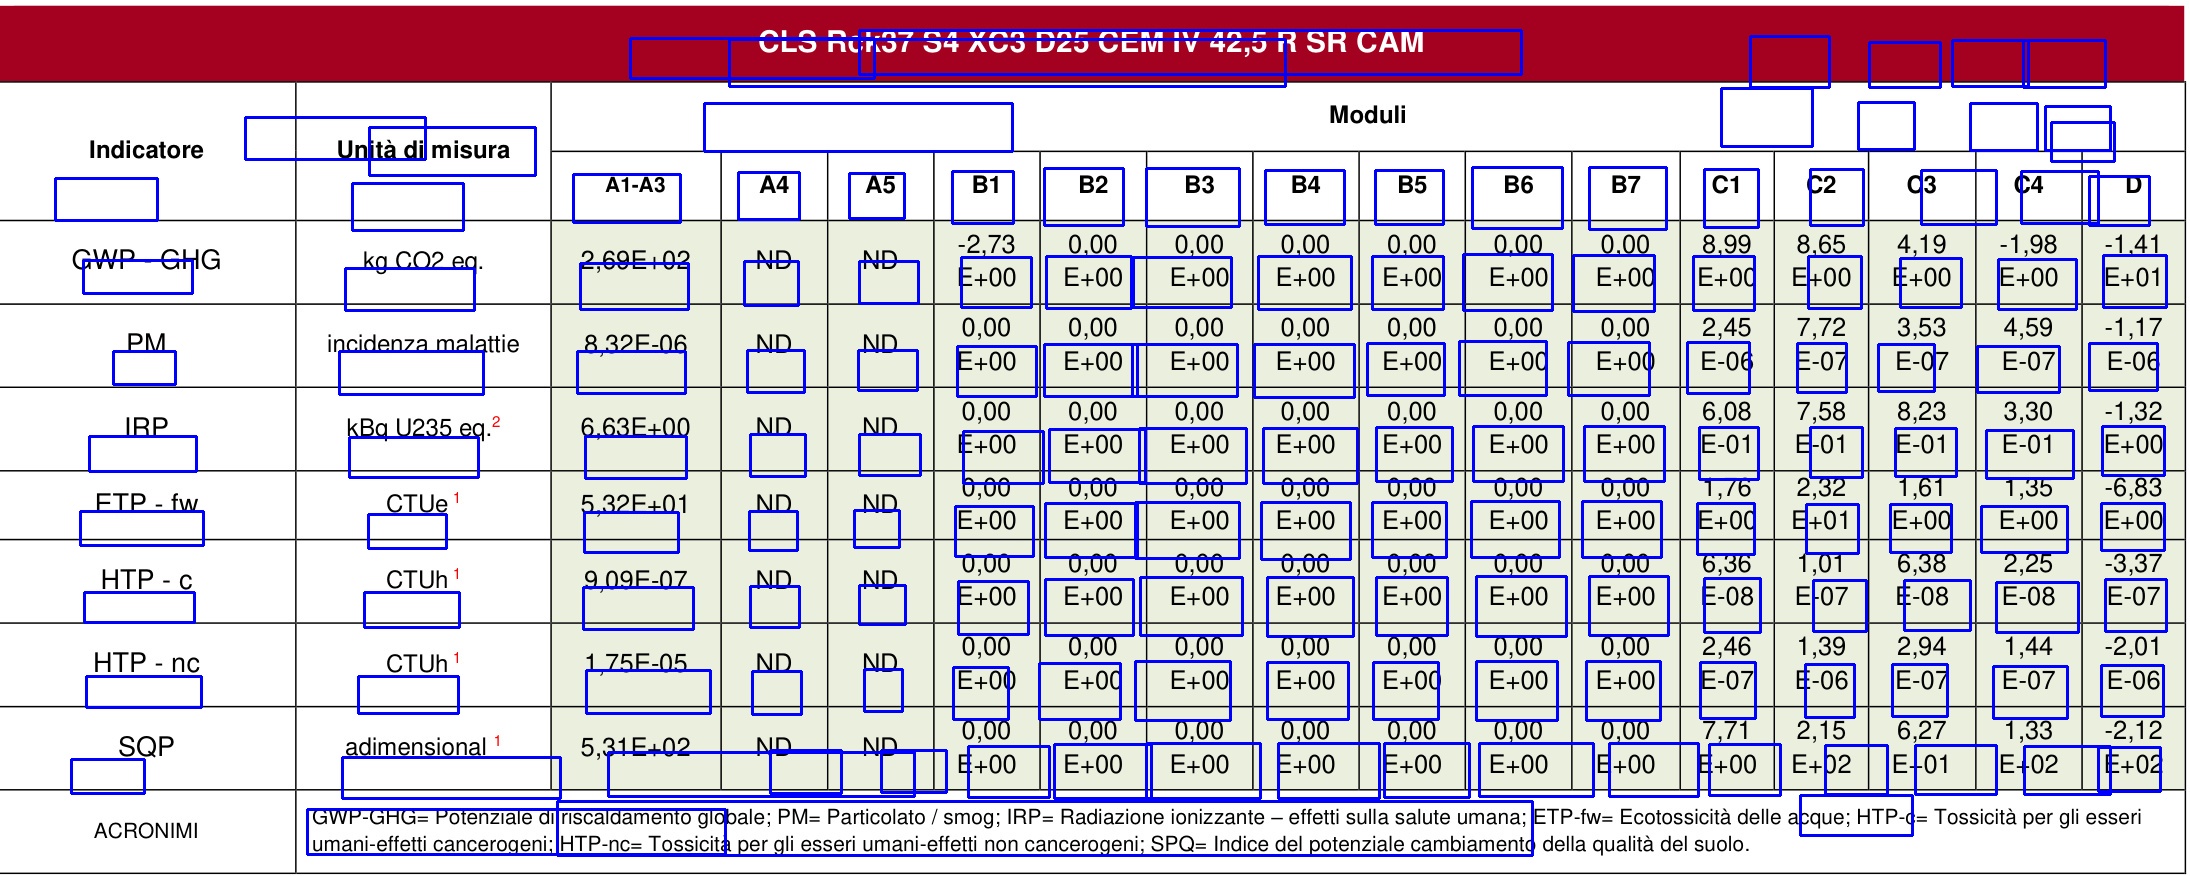 CLS Rck37 S4 XC3 D25 CEM IV 42,5 R SR CAM
Indicatore Unità di misura Moduli
A1-A3 A4 A5 B1 B2 B3 B4 B5 B6 B7 C1 C2 C3 C4 D
GWP - GHG kg CO2 eq. 2,69E+02 ND ND -2,73 E+00 0,00 E+00 0,00 E+00 0,00 E+00 0,00 E+00 0,00 E+00 0,00 E+00 8,99 E+00 8,65 E+00 4,19 E+00 -1,98 E+00 -1,41 E+01
PM incidenza malattie 8,32E-06 ND ND 0,00 E+00 0,00 E+00 0,00 E+00 0,00 E+00 0,00 E+00 0,00 E+00 0,00 E+00 2,45 E-06 7,72 E-07 3,53 E-07 4,59 E-07 -1,17 E-06
IRP kBq U235 eq.2 6,63E+00 ND ND 0,00 E+00 0,00 E+00 0,00 E+00 0,00 E+00 0,00 E+00 0,00 E+00 0,00 E+00 6,08 E-01 7,58 E-01 8,23 E-01 3,30 E-01 -1,32 E+00
ETP - fw CTUe 1 5,32E+01 ND ND 0,00 E+00 0,00 E+00 0,00 E+00 0,00 E+00 0,00 E+00 0,00 E+00 0,00 E+00 1,76 E+00 2,32 E+01 1,61 E+00 1,35 E+00 -6,83 E+00
HTP - c CTUh 1 9,09E-07 ND ND 0,00 E+00 0,00 E+00 0,00 E+00 0,00 E+00 0,00 E+00 0,00 E+00 0,00 E+00 6,36 E-08 1,01 E-07 6,38 E-08 2,25 E-08 -3,37 E-07
HTP - nc CTUh 1 1,75E-05 ND ND 0,00 E+00 0,00 E+00 0,00 E+00 0,00 E+00 0,00 E+00 0,00 E+00 0,00 E+00 2,46 E-07 1,39 E-06 2,94 E-07 1,44 E-07 -2,01 E-06
SQP adimensional 1 5,31E+02 ND ND 0,00 E+00 0,00 E+00 0,00 E+00 0,00 E+00 0,00 E+00 0,00 E+00 0,00 E+00 7,71 E+00 2,15 E+02 6,27 E+01 1,33 E+02 -2,12 E+02
ACRONIMI GWP-GHG= Potenziale di riscaldamento globale; PM= Particolato / smog; IRP= Radiazione ionizzante – effetti sulla salute umana; ETP-fw= Ecotossicità delle acque; HTP-c= Tossicità per gli esseri
umani-effetti cancerogeni; HTP-nc= Tossicità per gli esseri umani-effetti non cancerogeni; SPQ= Indice del potenziale cambiamento della qualità del suolo.